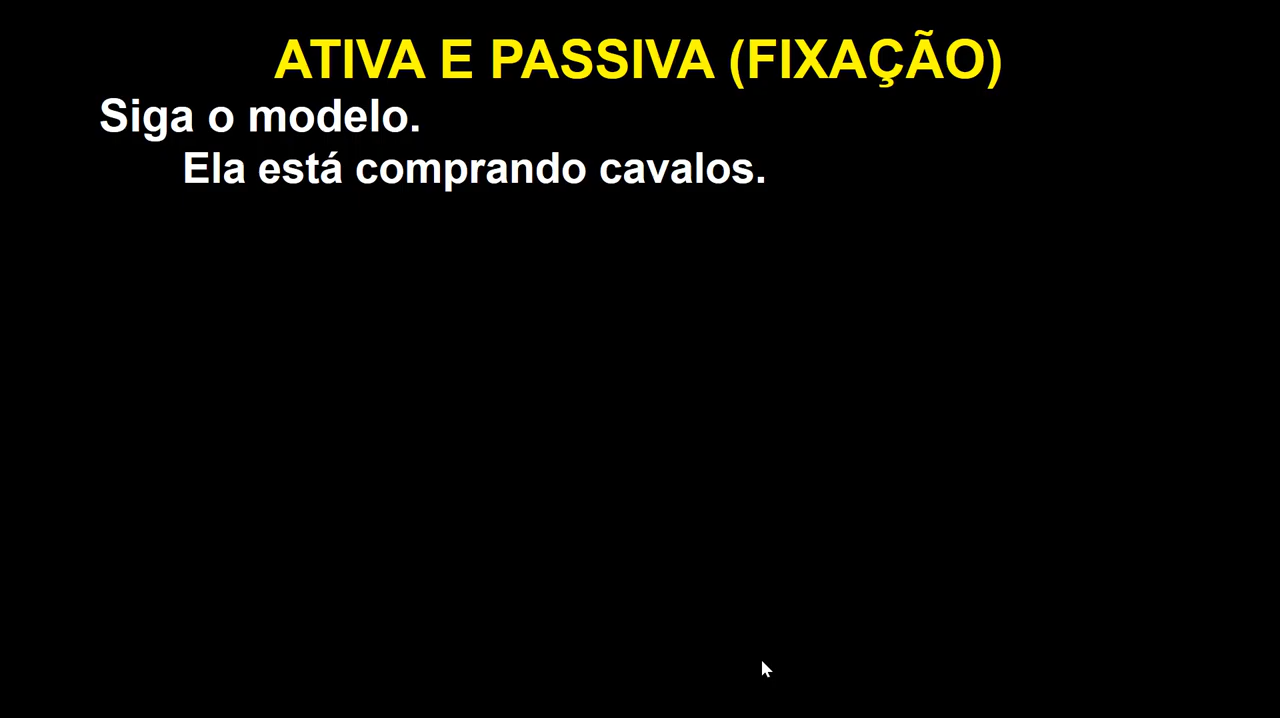 ATIVA E PASSIVA (FIXAÇÃO)
Siga o modelo.
Ela está comprando cavalos.